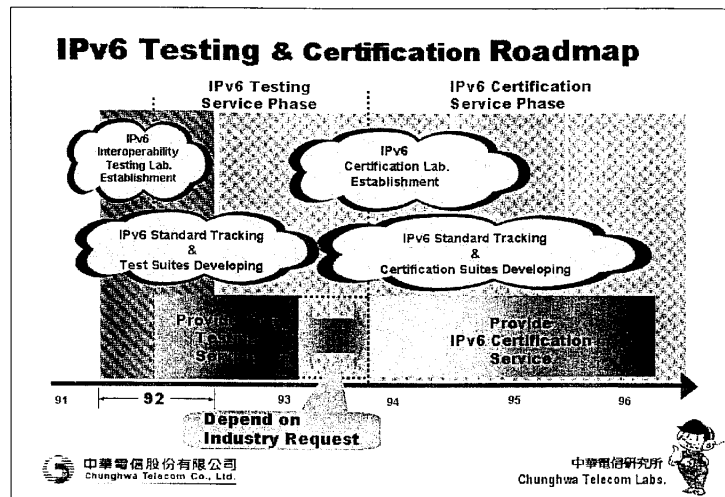 IPv6 Testing & Certification Roadmap
IPv6 Testing
Service Phase
IPv6 Certification
Service Phase
IPv6
Interoperability
Testing Lab.
Establishment
IPv6
Certification Lab.
Establishment
IPv6 Standard Tracking
&
Test Suites Developing
IPv6 Standard Tracking
&
Certification Suites Developing
Provide
IPv6 Certification
Service
91
92
93
94
95
96
Depend on
Industry Request
中華電信股份有限公司
Chunghwa Telecom Co., Ltd.
中華電信研究所
Chunghwa Telecom Labs.